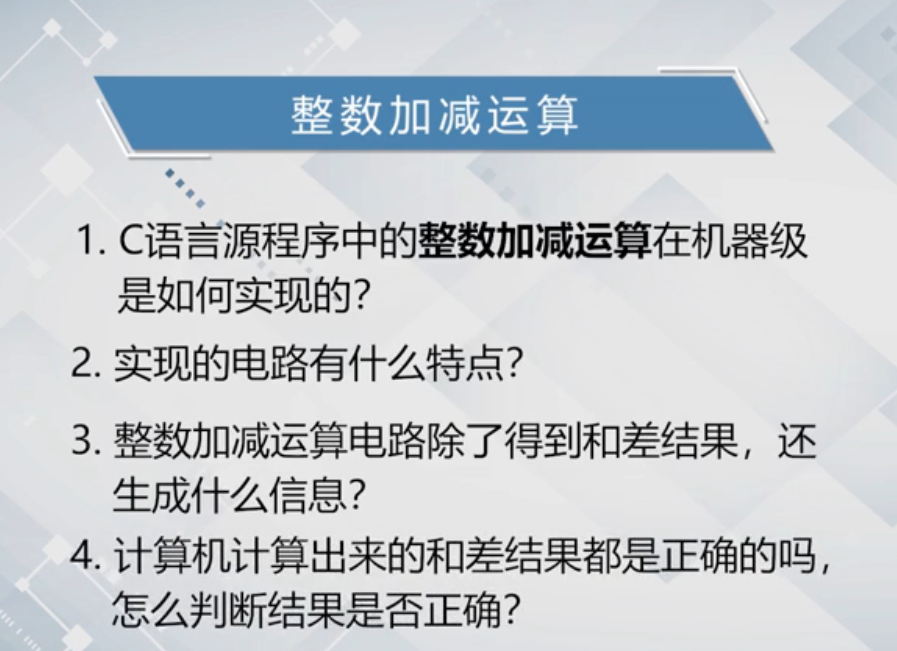 整数加减运算
1. C语言源程序中的整数加减运算在机器级
是如何实现的？
2. 实现的电路有什么特点？
3. 整数加减运算电路除了得到和差结果，还
生成什么信息？
4. 计算机计算出来的和差结果都是正确的吗，
怎么判断结果是否正确？